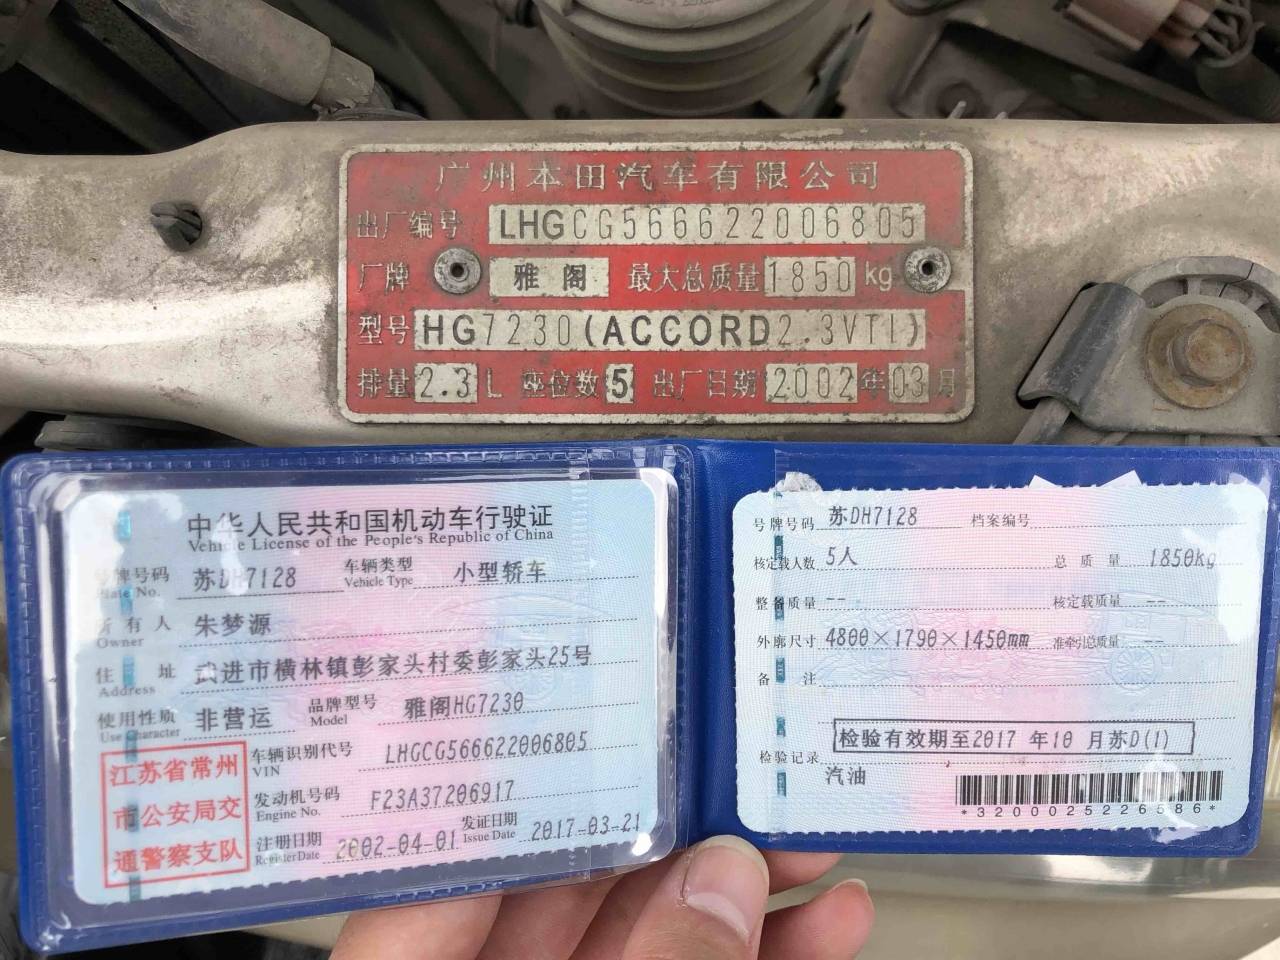 广州本田汽车有限公司
出厂编号 LHGCG566622006805
厂牌 雅阁 最大总质量 1850 kg
型号 HG7230(ACCORD2.3VTI)
排量 2.3 L 座位数 5 出厂日期 2002年03月
中华人民共和国机动车行驶证
Vehicle License of the People's Republic of China
号牌号码 苏DH7128 车辆类型 小型轿车
Plate No. Vehicle Type
所有人 朱梦源
Owner
住址 武进市横林镇彭家头村委彭家头25号
Address
使用性质 非营运 品牌型号 雅阁HG7230
Use Character Model
车辆识别代号 LHGCG566622006805
VIN
发动机号码 F23A37206917
Engine No.
注册日期 2002-04-01 发证日期 2017-03-21
Register Date Issue Date
江苏省常州
市公安局交
通警察支队
号牌号码 苏DH7128 档案编号
核定载人数 5人 总质量 1850kg
整备质量 -- 核定载质量 --
外廓尺寸 4800×1790×1450mm 准牵引总质量 --
备注
检验有效期至2017 年10 月苏D(1)
检验记录
汽油
*3200025226586*